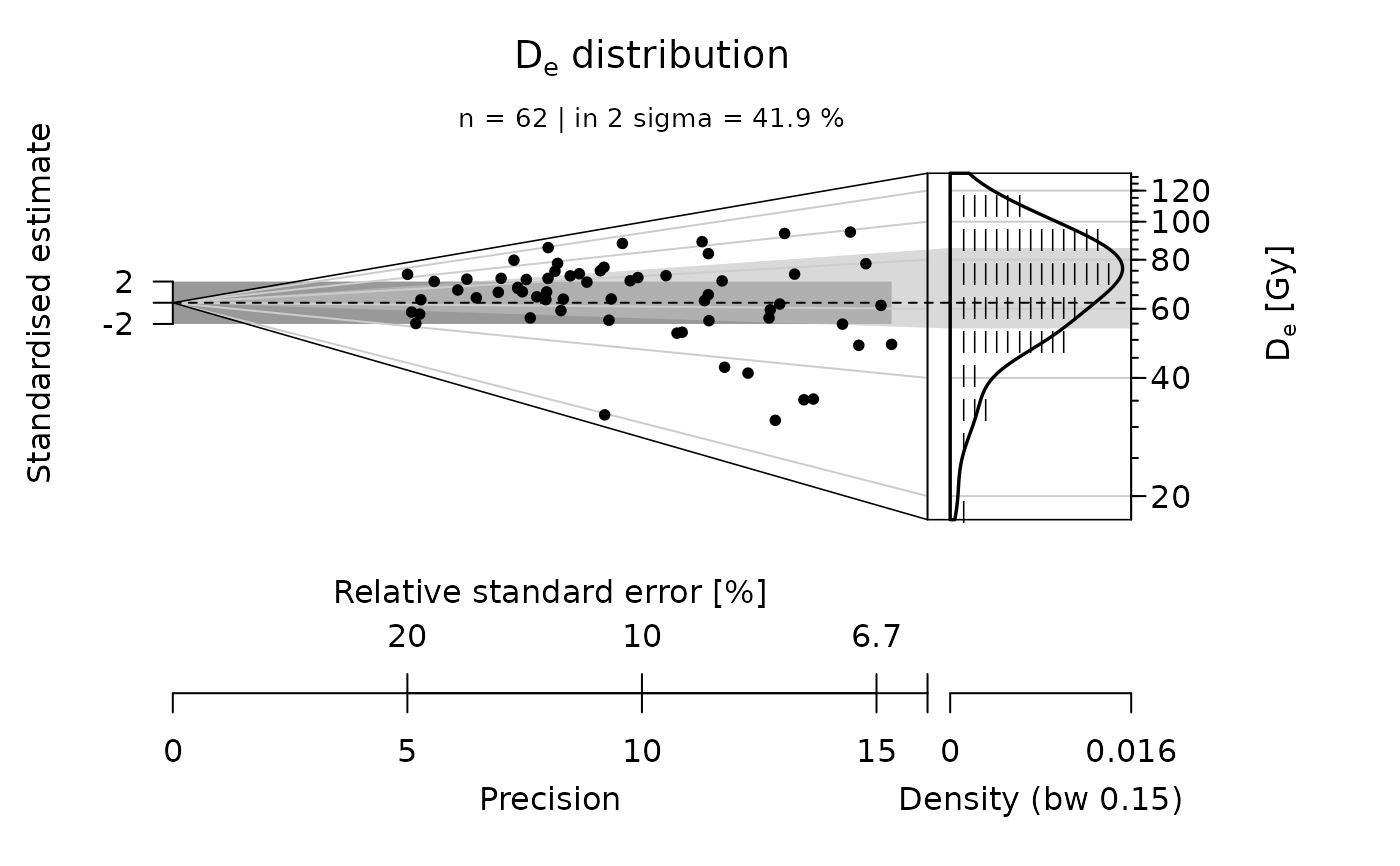 De distribution
n = 62 | in 2 sigma = 41.9 %
Standardised estimate
2
-2
120
100
80
60
40
20
De [Gy]
Relative standard error [%]
20 10 6.7
0 5 10 15 0 0.016
Precision Density (bw 0.15)